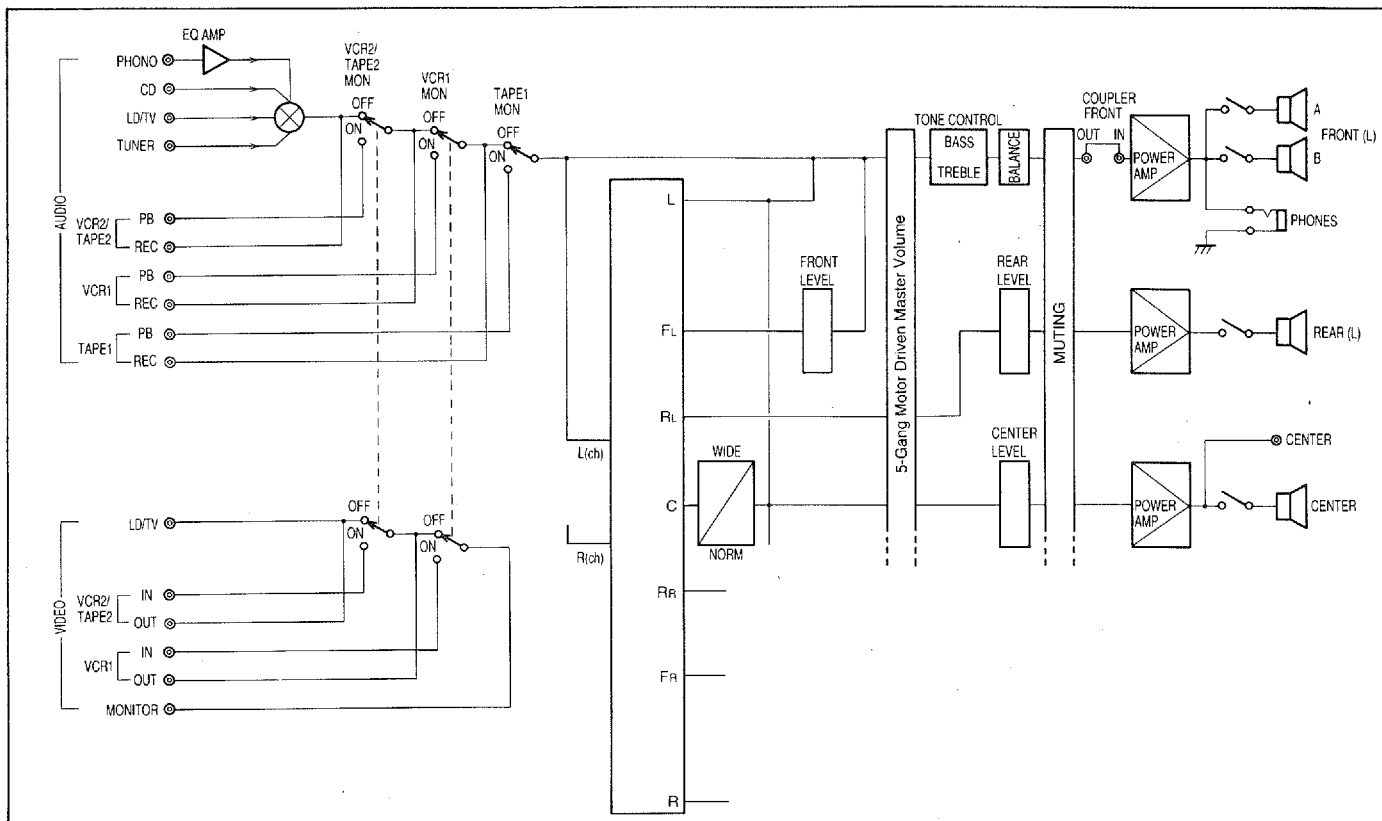 EQ AMP
PHONO
CD
LD/TV
TUNER
VCR2/
TAPE2
MON
OFF
ON
VCR1
MON
OFF
ON
TAPE1
MON
OFF
ON
AUDIO
VCR2/
TAPE2
PB
REC
VCR1
PB
REC
TAPE1
PB
REC
VIDEO
LD/TV
OFF
ON
OFF
ON
VCR2/
TAPE2
IN
OUT
VCR1
IN
OUT
MONITOR
L(ch)
R(ch)
L
FL
RL
C
RR
FR
R
WIDE
NORM
FRONT
LEVEL
5-Gang Motor Driven Master Volume
TONE CONTROL
BASS
TREBLE
BALANCE
REAR
LEVEL
CENTER
LEVEL
MUTING
COUPLER
FRONT
OUT
IN
POWER
AMP
A
FRONT (L)
B
PHONES
POWER
AMP
REAR (L)
POWER
AMP
CENTER
CENTER